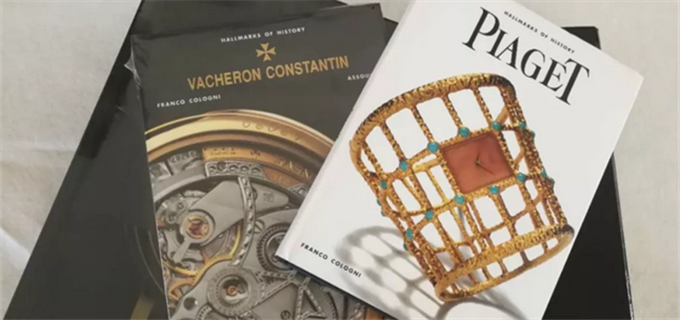 HALLMARKS OF HISTORY
VACHERON CONSTANTIN
FRANCO COLOGNI
HALLMARKS OF HISTORY
PIAGET
FRANCO COLOGNI